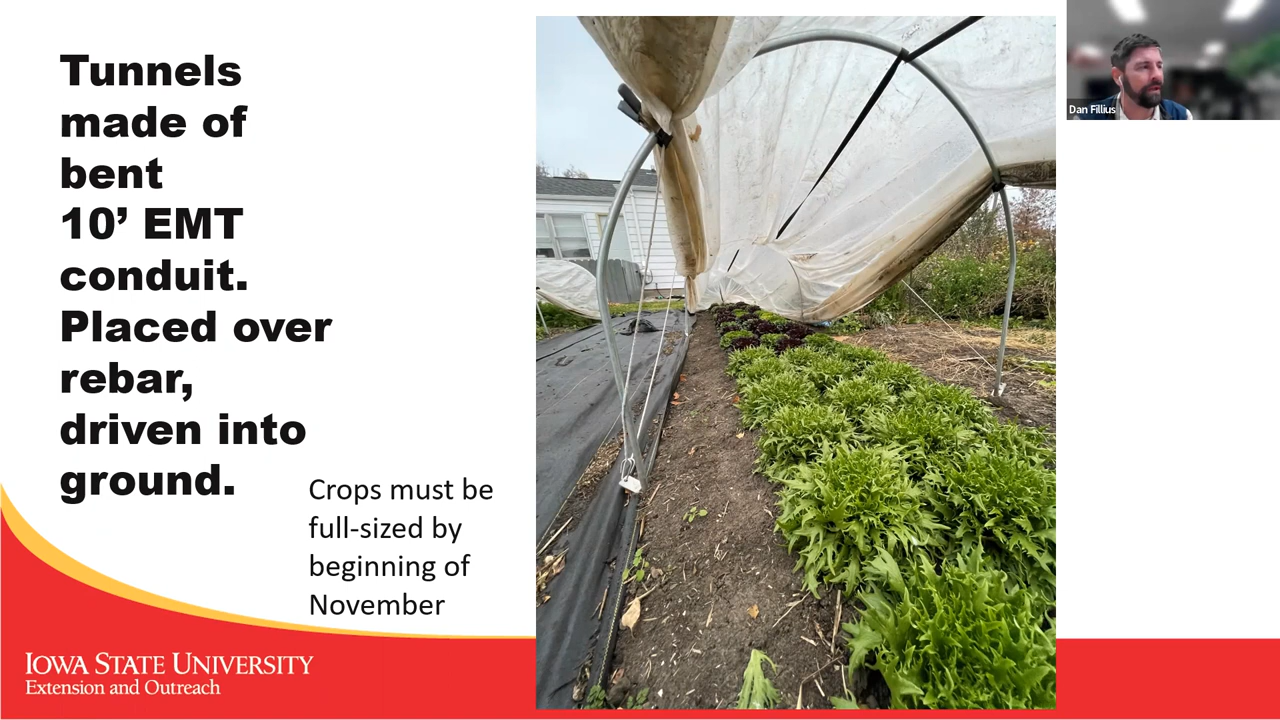 Tunnels
made of
bent
10’ EMT
conduit.
Placed over
rebar,
driven into
ground.
Crops must be
full-sized by
beginning of
November
IOWA STATE UNIVERSITY
Extension and Outreach
Dan Fillius